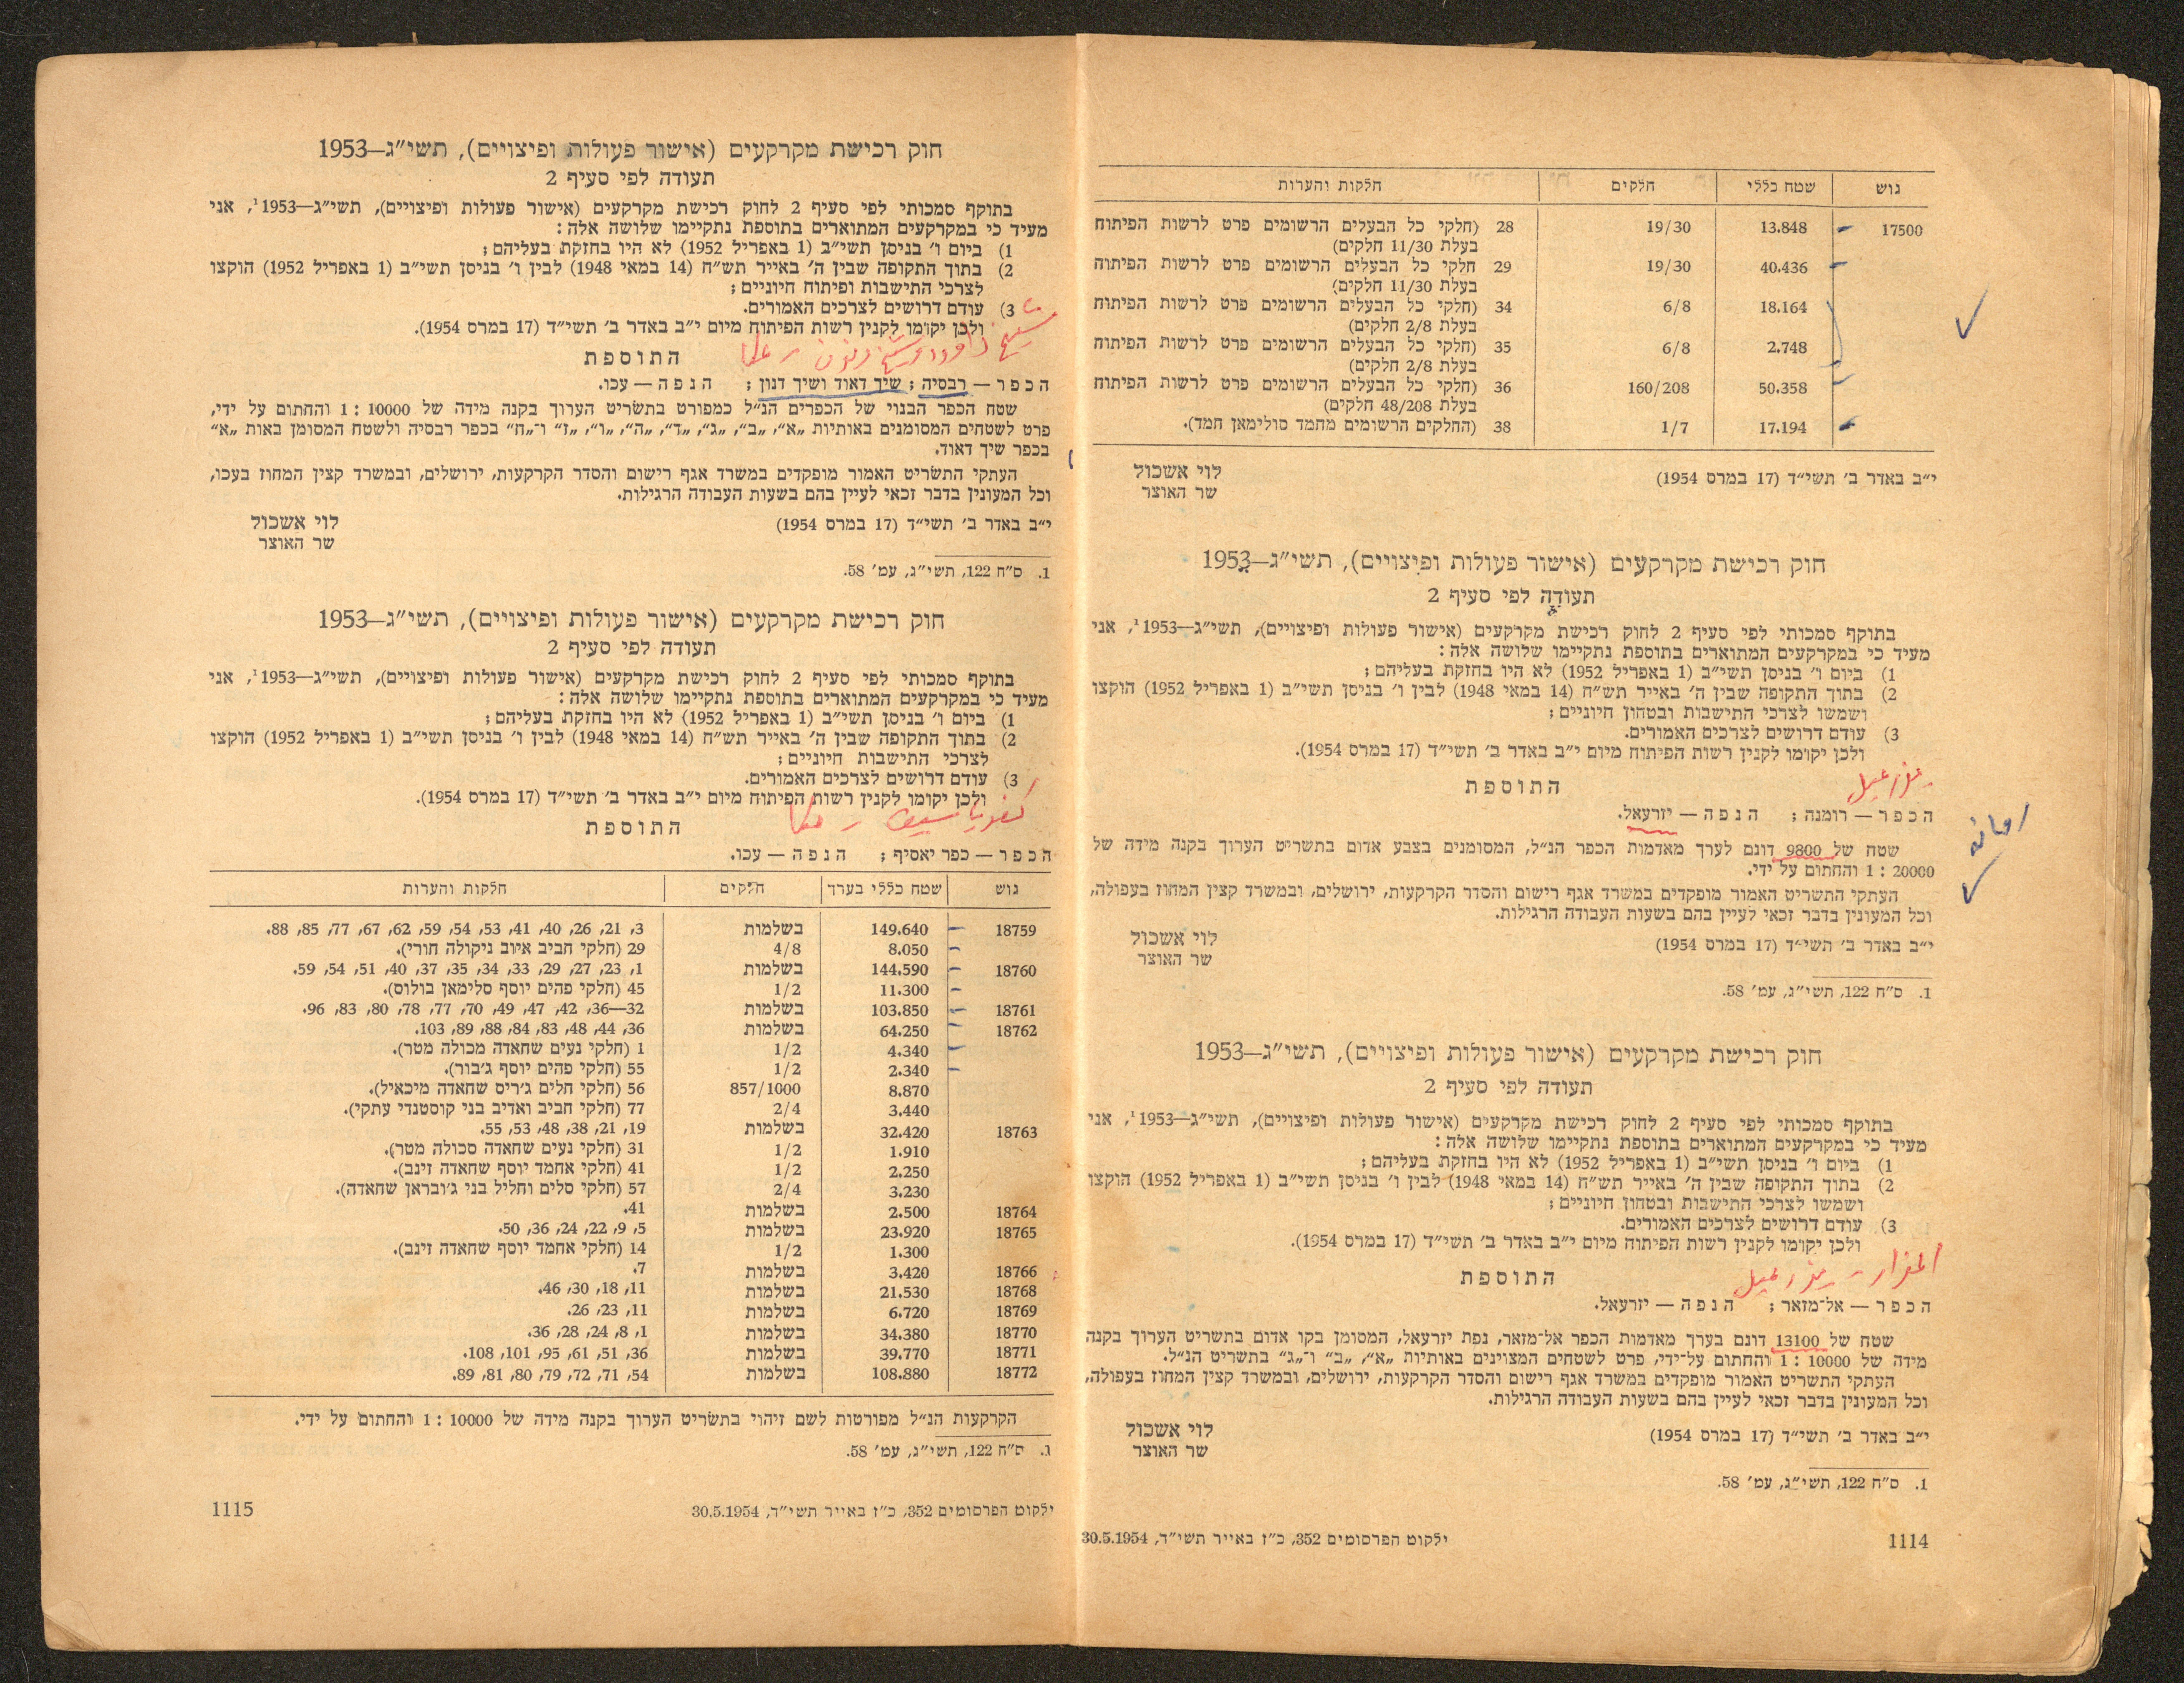 גוש שטח כללי חלקים חלקות והערות
17500 13.848 19/30 28 (חלקי כל הבעלים הרשומים פרט לרשות הפיתוח
בעלת 11/30 חלקים)
40.436 19/30 29 חלקי כל הבעלים הרשומים פרט לרשות הפיתוח
בעלת 11/30 חלקים)
18.164 6/8 34 (חלקי כל הבעלים הרשומים פרט לרשות הפיתוח
בעלת 2/8 חלקים)
2.748 6/8 35 (חלקי כל הבעלים הרשומים פרט לרשות הפיתוח
בעלת 2/8 חלקים)
50.358 160/208 36 (חלקי כל הבעלים הרשומים פרט לרשות הפיתוח
בעלת 48/208 חלקים)
17.194 1/7 38 (החלקים הרשומים מחמד סולימאן חמד).
י״ב באדר ב׳ תשי״ד (17 במרס 1954) לוי אשכול
שר האוצר
חוק רכישת מקרקעים (אישור פעולות ופיצויים), תשי״ג–1953
תעודה לפי סעיף 2
בתוקף סמכותי לפי סעיף 2 לחוק רכישת מקרקעים (אישור פעולות ופיצויים), תשי״ג–1953¹, אני
מעיד כי במקרקעים המתוארים בתוספת נתקיימו שלושה אלה:
1) ביום ו׳ בניסן תשי״ב (1 באפריל 1952) לא היו בחזקת בעליהם;
2) בתוך התקופה שבין ה׳ באייר תש״ח (14 במאי 1948) לבין ו׳ בניסן תשי״ב (1 באפריל 1952) הוקצו
ושמשו לצרכי התישבות ובטחון חיוניים;
3) עודם דרושים לצרכים האמורים.
ולכן יקומו לקנין רשות הפיתוח מיום י״ב באדר ב׳ תשי״ד (17 במרס 1954).
يزرعيل
התוספת
הכפר — רומנה; הנפה — יזרעאל.
رمانه
שטח של 9800 דונם לערך מאדמות הכפר הנ״ל, המסומנים בצבע אדום בתשריט הערוך בקנה מידה של
1:20000 והחתום על ידי.
העתקי התשריט האמור מופקדים במשרד אגף רישום והסדר הקרקעות, ירושלים, ובמשרד קצין המחוז בעפולה,
וכל המעונין בדבר זכאי לעיין בהם בשעות העבודה הרגילות.
י״ב באדר ב׳ תשי״ד (17 במרס 1954) לוי אשכול
שר האוצר
1. ס״ח 122, תשי״ג, עמ׳ 58.
חוק רכישת מקרקעים (אישור פעולות ופיצויים), תשי״ג–1953
תעודה לפי סעיף 2
בתוקף סמכותי לפי סעיף 2 לחוק רכישת מקרקעים (אישור פעולות ופיצויים), תשי״ג–1953¹, אני
מעיד כי במקרקעים המתוארים בתוספת נתקיימו שלושה אלה:
1) ביום ו׳ בניסן תשי״ב (1 באפריל 1952) לא היו בחזקת בעליהם;
2) בתוך התקופה שבין ה׳ באייר תש״ח (14 במאי 1948) לבין ו׳ בניסן תשי״ב (1 באפריל 1952) הוקצו
ושמשו לצרכי התישבות ובטחון חיוניים;
3) עודם דרושים לצרכים האמורים.
ולכן יקומו לקנין רשות הפיתוח מיום י״ב באדר ב׳ תשי״ד (17 במרס 1954).
المزار - يزرعيل
התוספת
הכפר — אל־מזאר; הנפה — יזרעאל.
שטח של 13100 דונם בערך מאדמות הכפר אל־מזאר, נפת יזרעאל, המסומן בקו אדום בתשריט הערוך בקנה
מידה של 1:10000 והחתום על־ידי, פרט לשטחים המצוינים באותיות „א״, „ב״ ו־„ג״ בתשריט הנ״ל.
העתקי התשריט האמור מופקדים במשרד אגף רישום והסדר הקרקעות, ירושלים, ובמשרד קצין המחוז בעפולה,
וכל המעונין בדבר זכאי לעיין בהם בשעות העבודה הרגילות.
י״ב באדר ב׳ תשי״ד (17 במרס 1954) לוי אשכול
שר האוצר
1. ס״ח 122, תשי״ג, עמ׳ 58.
1114 ילקוט הפרסומים 352, כ״ז באייר תשי״ד, 30.5.1954
חוק רכישת מקרקעים (אישור פעולות ופיצויים), תשי״ג–1953
תעודה לפי סעיף 2
בתוקף סמכותי לפי סעיף 2 לחוק רכישת מקרקעים (אישור פעולות ופיצויים), תשי״ג–1953¹, אני
מעיד כי במקרקעים המתוארים בתוספת נתקיימו שלושה אלה:
1) ביום ו׳ בניסן תשי״ב (1 באפריל 1952) לא היו בחזקת בעליהם;
2) בתוך התקופה שבין ה׳ באייר תש״ח (14 במאי 1948) לבין ו׳ בניסן תשי״ב (1 באפריל 1952) הוקצו
לצרכי התישבות ופיתוח חיוניים;
3) עודם דרושים לצרכים האמורים.
ולכן יקומו לקנין רשות הפיתוח מיום י״ב באדר ב׳ תשי״ד (17 במרס 1954).
شيخ داوود وشيخ دنون - عكا
התוספת
הכפר — רבסיה; שיך דאוד ושיך דנון; הנפה — עכו.
שטח הכפר הבנוי של הכפרים הנ״ל כמפורט בתשריט הערוך בקנה מידה של 1:10000 והחתום על ידי,
פרט לשטחים המסומנים באותיות „א״, „ב״, „ג״, „ד״, „ה״, „ו״, „ז״ ו־„ח״ בכפר רבסיה ולשטח המסומן באות „א״
בכפר שיך דאוד.
העתקי התשריט האמור מופקדים במשרד אגף רישום והסדר הקרקעות, ירושלים, ובמשרד קצין המחוז בעכו,
וכל המעונין בדבר זכאי לעיין בהם בשעות העבודה הרגילות.
י״ב באדר ב׳ תשי״ד (17 במרס 1954) לוי אשכול
שר האוצר
1. ס״ח 122, תשי״ג, עמ׳ 58.
חוק רכישת מקרקעים (אישור פעולות ופיצויים), תשי״ג–1953
תעודה לפי סעיף 2
בתוקף סמכותי לפי סעיף 2 לחוק רכישת מקרקעים (אישור פעולות ופיצויים), תשי״ג–1953¹, אני
מעיד כי במקרקעים המתוארים בתוספת נתקיימו שלושה אלה:
1) ביום ו׳ בניסן תשי״ב (1 באפריל 1952) לא היו בחזקת בעליהם;
2) בתוך התקופה שבין ה׳ באייר תש״ח (14 במאי 1948) לבין ו׳ בניסן תשי״ב (1 באפריל 1952) הוקצו
לצרכי התישבות חיוניים;
3) עודם דרושים לצרכים האמורים.
ולכן יקומו לקנין רשות הפיתוח מיום י״ב באדר ב׳ תשי״ד (17 במרס 1954).
كفرياسيف - عكا
התוספת
הכפר — כפר יאסיף; הנפה — עכו.
גוש שטח כללי בערך חלקים חלקות והערות
18759 149.640 בשלמות 3, 21, 26, 40, 41, 53, 54, 59, 62, 67, 77, 85, 88.
8.050 4/8 29 (חלקי חביב איוב ניקולה חורי).
18760 144.590 בשלמות 1, 23, 27, 29, 33, 34, 35, 37, 40, 51, 54, 59.
11.300 1/2 45 (חלקי פהים יוסף סלימאן בולוס).
18761 103.850 בשלמות 32—36, 42, 47, 49, 70, 77, 78, 80, 83, 96.
18762 64.250 בשלמות 36, 44, 48, 83, 84, 88, 89, 103.
4.340 1/2 1 (חלקי נעים שחאדה מכולה מטר).
2.340 1/2 55 (חלקי פהים יוסף ג׳בור).
8.870 857/1000 56 (חלקי חלים ג׳ריס שחאדה מיכאיל).
3.440 2/4 77 (חלקי חביב ואדיב בני קוסטנדי עתקי).
18763 32.420 בשלמות 19, 21, 38, 48, 53, 55.
1.910 1/2 31 (חלקי נעים שחאדה סכולה מטר).
2.250 1/2 41 (חלקי אחמד יוסף שחאדה זינב).
3.230 2/4 57 (חלקי סלים וחליל בני ג׳ובראן שחאדה).
18764 2.500 בשלמות 41.
18765 23.920 בשלמות 5, 9, 22, 24, 36, 50.
1.300 1/2 14 (חלקי אחמד יוסף שחאדה זינב).
18766 3.420 בשלמות 7.
18768 21.530 בשלמות 11, 18, 30, 46.
18769 6.720 בשלמות 11, 23, 26.
18770 34.380 בשלמות 1, 8, 24, 28, 36.
18771 39.770 בשלמות 36, 51, 61, 95, 101, 108.
18772 108.880 בשלמות 54, 71, 72, 79, 80, 81, 89.
הקרקעות הנ״ל מפורטות לשם זיהוי בתשריט הערוך בקנה מידה של 1:10000 והחתום על ידי.
ג. ס״ח 122, תשי״ג, עמ׳ 58.
ילקוט הפרסומים 352, כ״ז באייר תשי״ד, 30.5.1954 1115